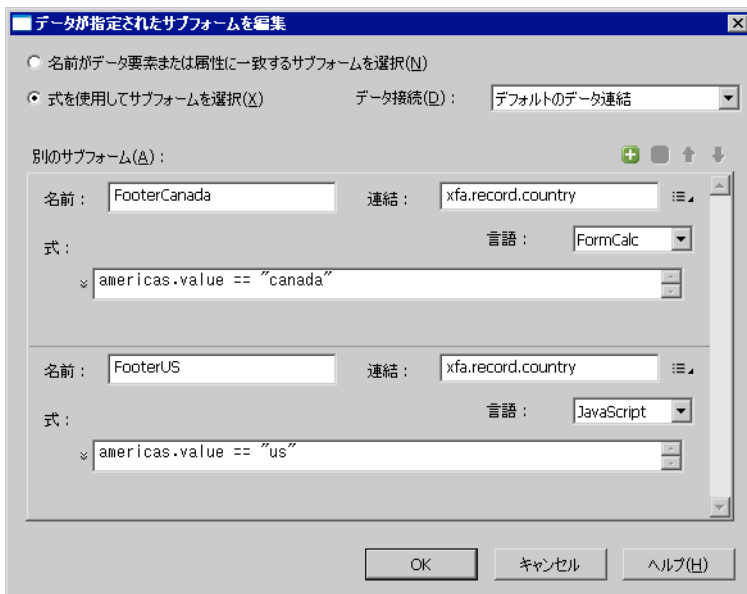 データが指定されたサブフォームを編集
名前がデータ要素または属性に一致するサブフォームを選択(N)
式を使用してサブフォームを選択(X) データ接続(D)： デフォルトのデータ連結
別のサブフォーム(A)：
名前： FooterCanada 連結： xfa.record.country
言語： FormCalc
式：
americas.value == "canada"
名前： FooterUS 連結： xfa.record.country
言語： JavaScript
式：
americas.value == "us"
OK キャンセル ヘルプ(H)